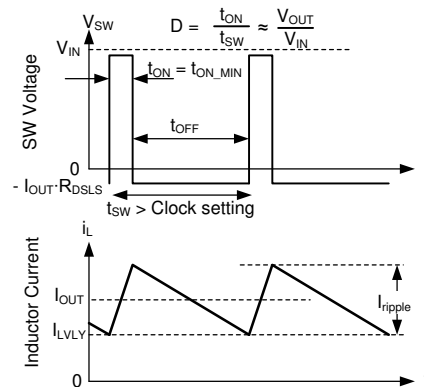 V_SW
D = t_ON / t_SW ≈ V_OUT / V_IN
V_IN
t_ON = t_ON_MIN
SW Voltage
t_OFF
0
- I_OUT·R_DSLS
t_SW > Clock setting
i_L
Inductor Current
I_OUT
I_ripple
I_LVLY
0